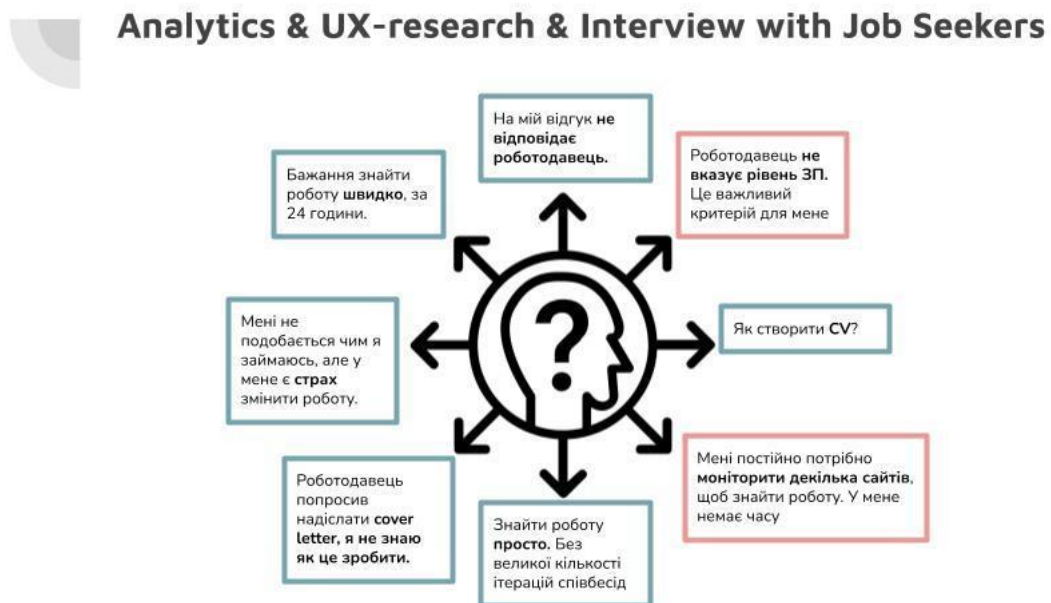 Analytics & UX-research & Interview with Job Seekers
На мій відгук не
відповідає
роботодавець.
Роботодавець не
вказує рівень ЗП.
Це важливий
критерій для мене
Бажання знайти
роботу швидко, за
24 години.
Мені не
подобається чим я
займаюсь, але у
мене є страх
змінити роботу.
?
Як створити CV?
Роботодавець
попросив
надіслати cover
letter, я не знаю
як це зробити.
Знайти роботу
просто. Без
великої кількості
ітерацій співбесід
Мені постійно потрібно
моніторити декілька сайтів,
щоб знайти роботу. У мене
немає часу